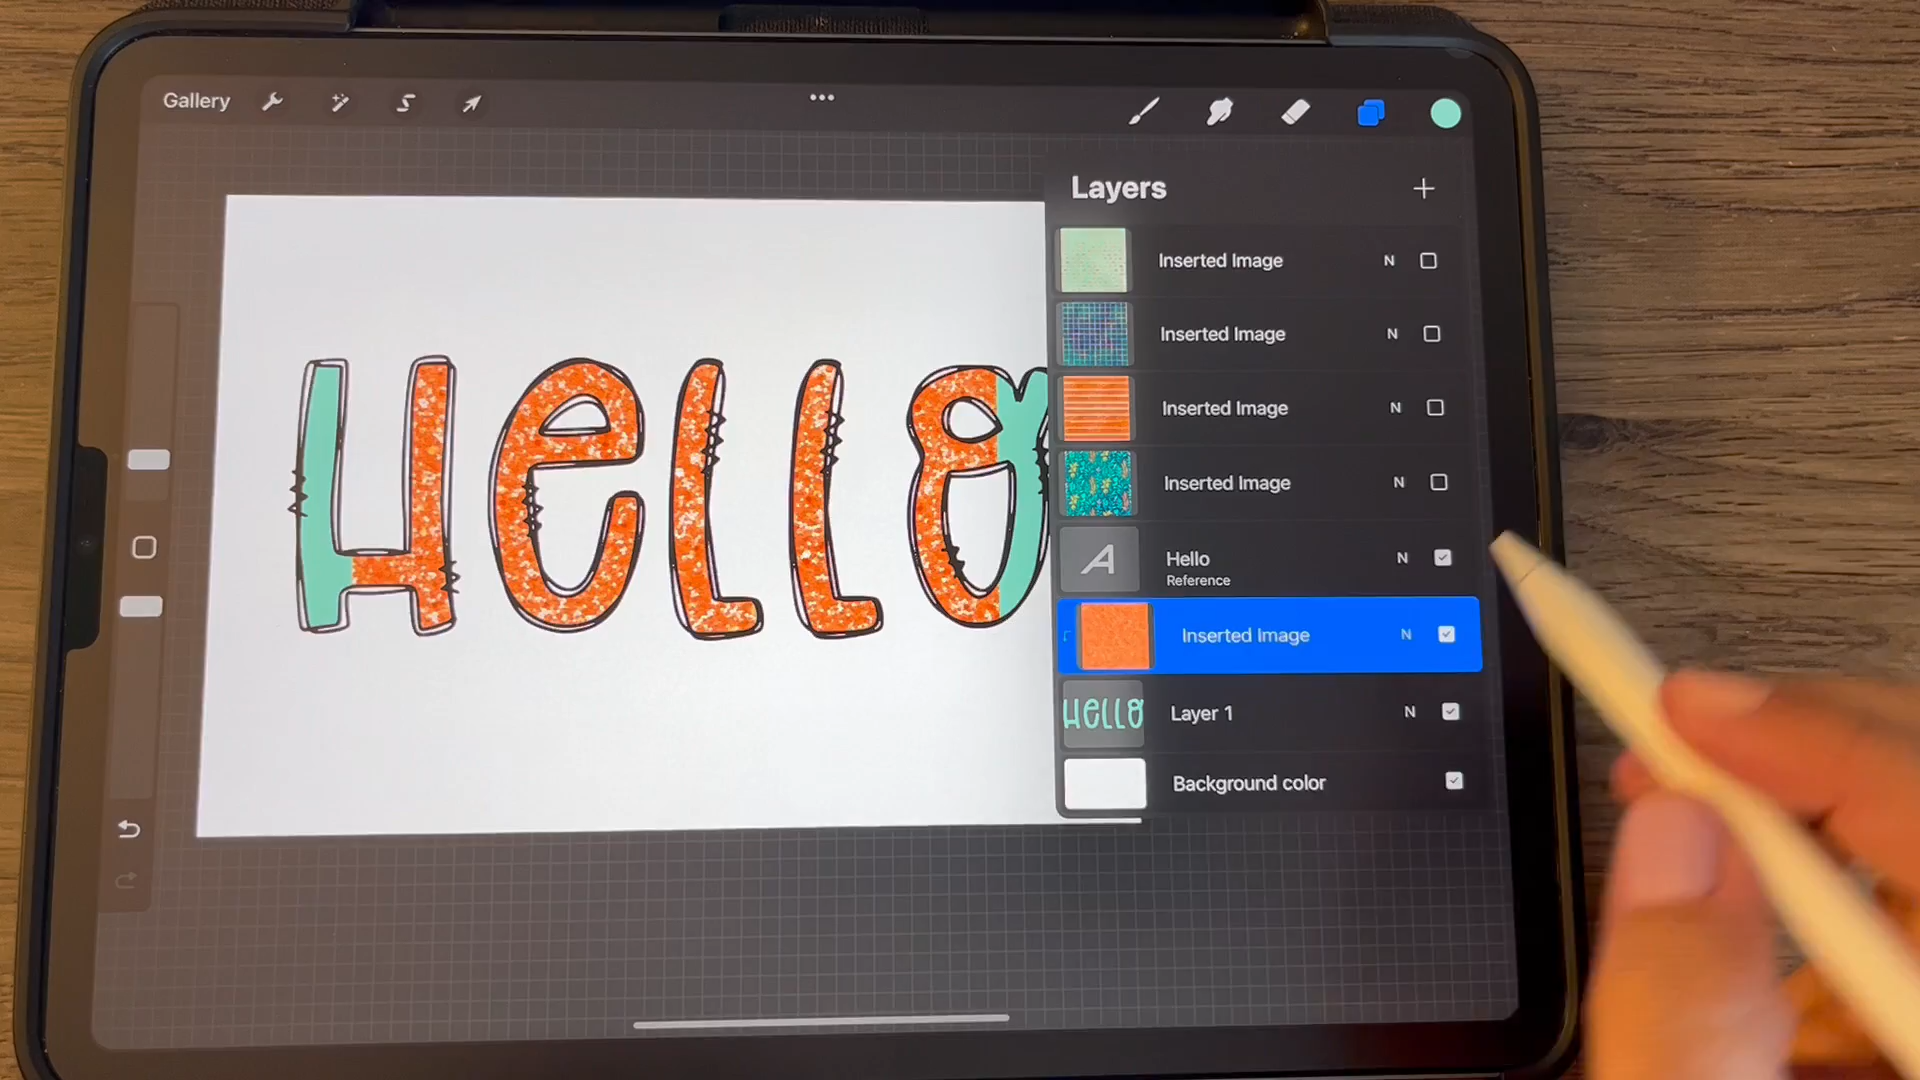 Gallery
Layers
Inserted Image N
Inserted Image N
Inserted Image N
Inserted Image N
A Hello N
Reference
Inserted Image N
Hello Layer 1 N
Background color
Hello